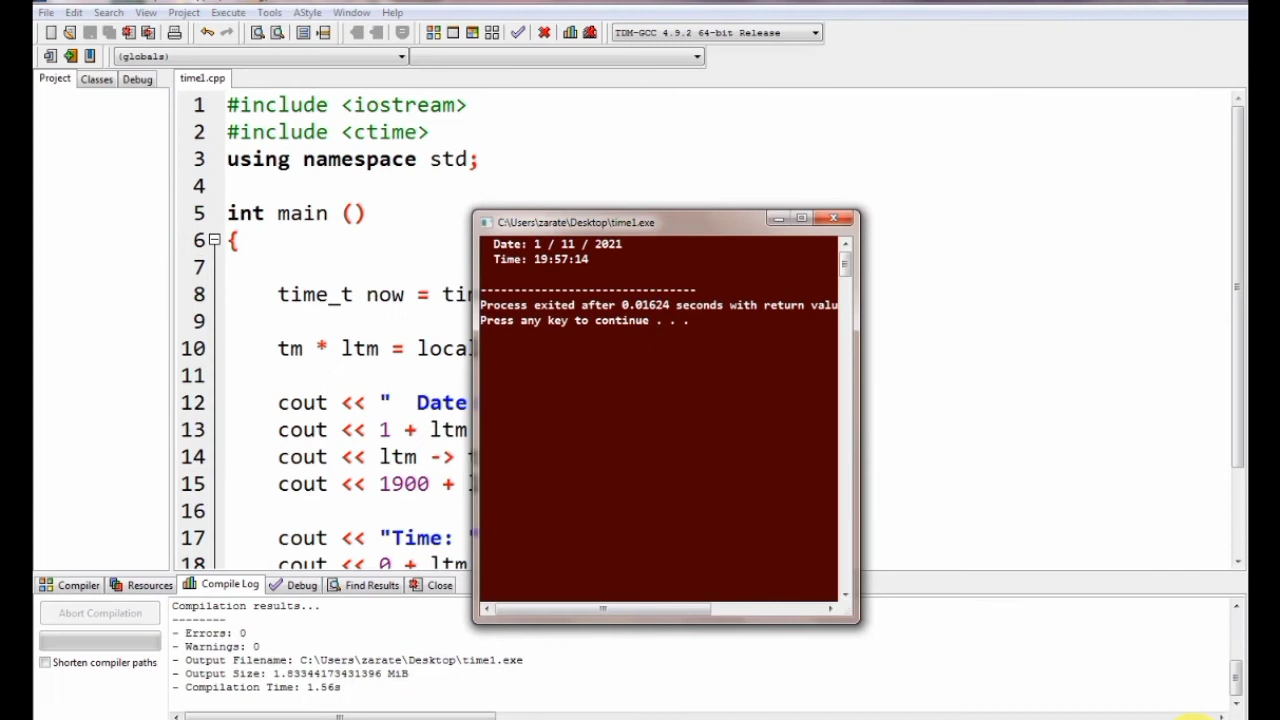 File Edit Search View Project Execute Tools AStyle Window Help
TDM-GCC 4.9.2 64-bit Release
(globals)
Project Classes Debug time1.cpp
1 #include <iostream>
2 #include <ctime>
3 using namespace std;
4
5 int main ()
6 {
7
8 time_t now =
9
10 tm * ltm =
11
12 cout << "  Date
13 cout << 1 + ltm
14 cout << ltm ->
15 cout << 1900 +
16
17 cout << "Time:
18 cout << 0 + ltm
C:\Users\zarate\Desktop\time1.exe
Date: 1 / 11 / 2021
Time: 19:57:14
--------------------------------
Process exited after 0.01624 seconds with return valu
Press any key to continue . . .
Compiler Resources Compile Log Debug Find Results Close
Abort Compilation
Shorten compiler paths
Compilation results...
--------
- Errors: 0
- Warnings: 0
- Output Filename: C:\Users\zarate\Desktop\time1.exe
- Output Size: 1.83344173431396 MiB
- Compilation Time: 1.56s